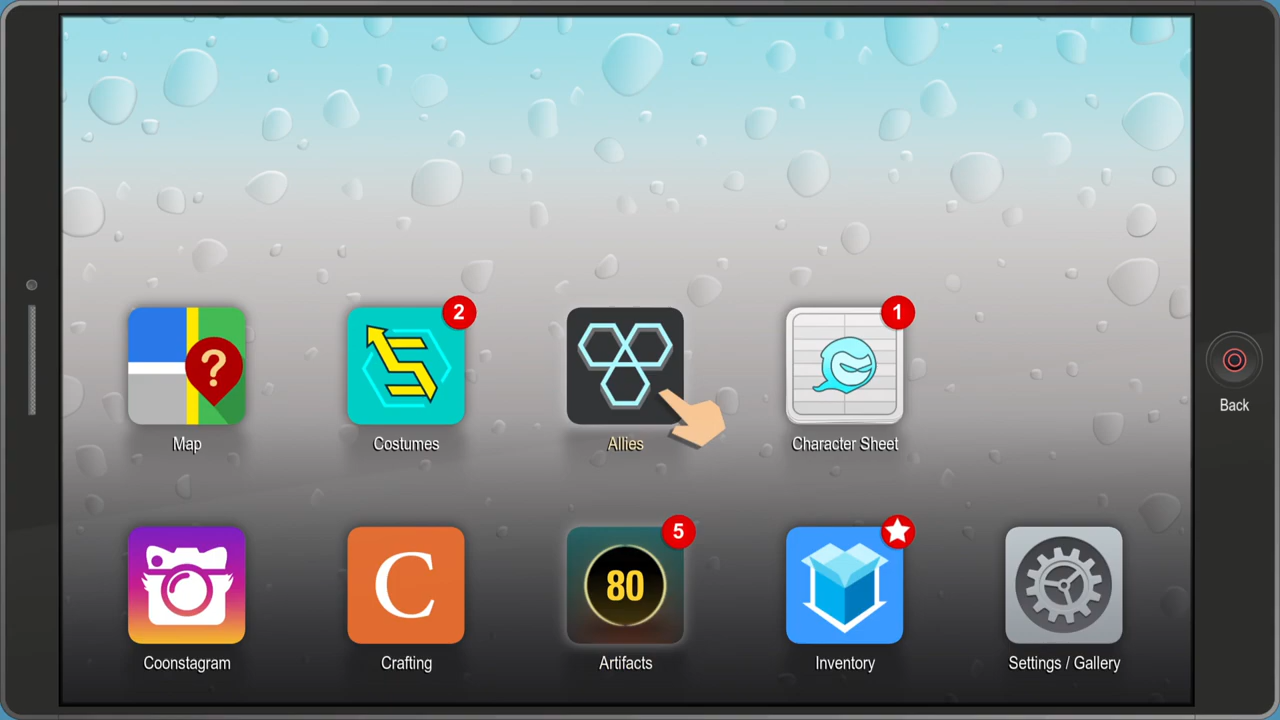 2
1
?
Map
Costumes
Allies
Character Sheet
Back
5
C
80
Coonstagram
Crafting
Artifacts
Inventory
Settings / Gallery